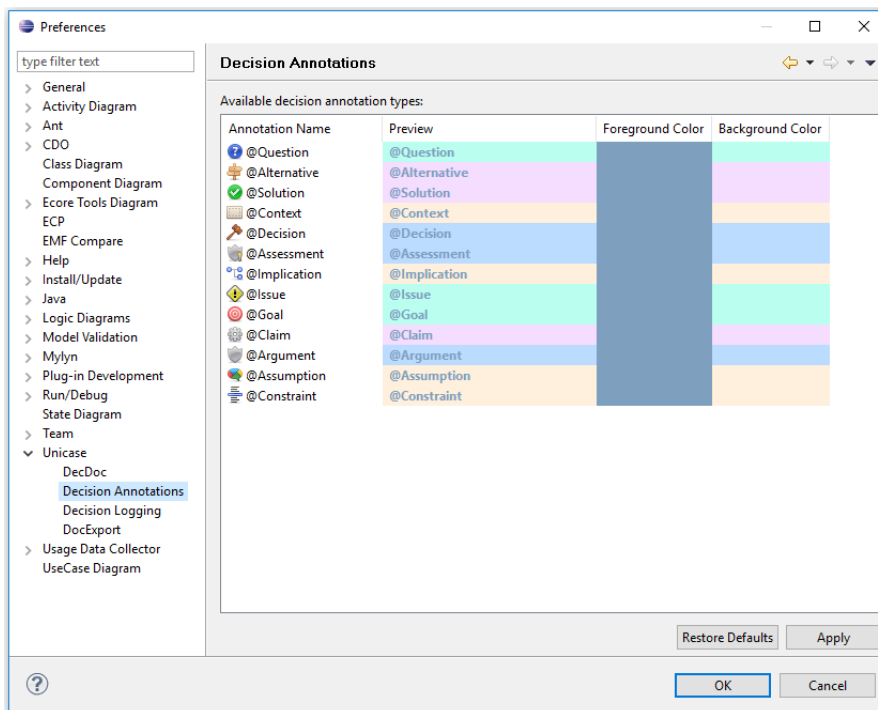 Preferences
type filter text
General
Activity Diagram
Ant
CDO
Class Diagram
Component Diagram
Ecore Tools Diagram
ECP
EMF Compare
Help
Install/Update
Java
Logic Diagrams
Model Validation
Mylyn
Plug-in Development
Run/Debug
State Diagram
Team
Unicase
DecDoc
Decision Annotations
Decision Logging
DocExport
Usage Data Collector
UseCase Diagram
Decision Annotations
Available decision annotation types:
Annotation Name Preview Foreground Color Background Color
@Question @Question
@Alternative @Alternative
@Solution @Solution
@Context @Context
@Decision @Decision
@Assessment @Assessment
@Implication @Implication
@Issue @Issue
@Goal @Goal
@Claim @Claim
@Argument @Argument
@Assumption @Assumption
@Constraint @Constraint
Restore Defaults Apply
OK Cancel